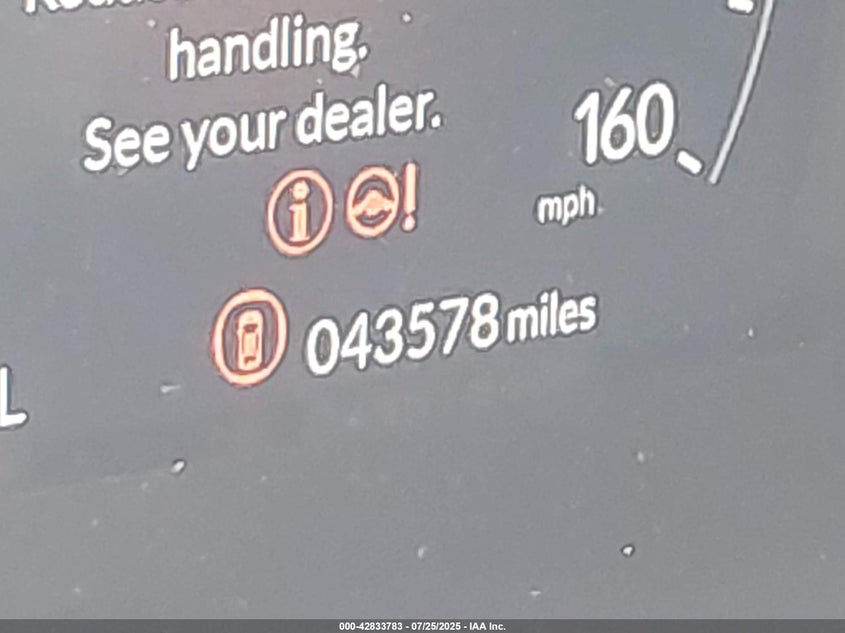 handling.
See your dealer.
160
mph
043578 miles
L
000-42833783 - 07/25/2025 - IAA Inc.